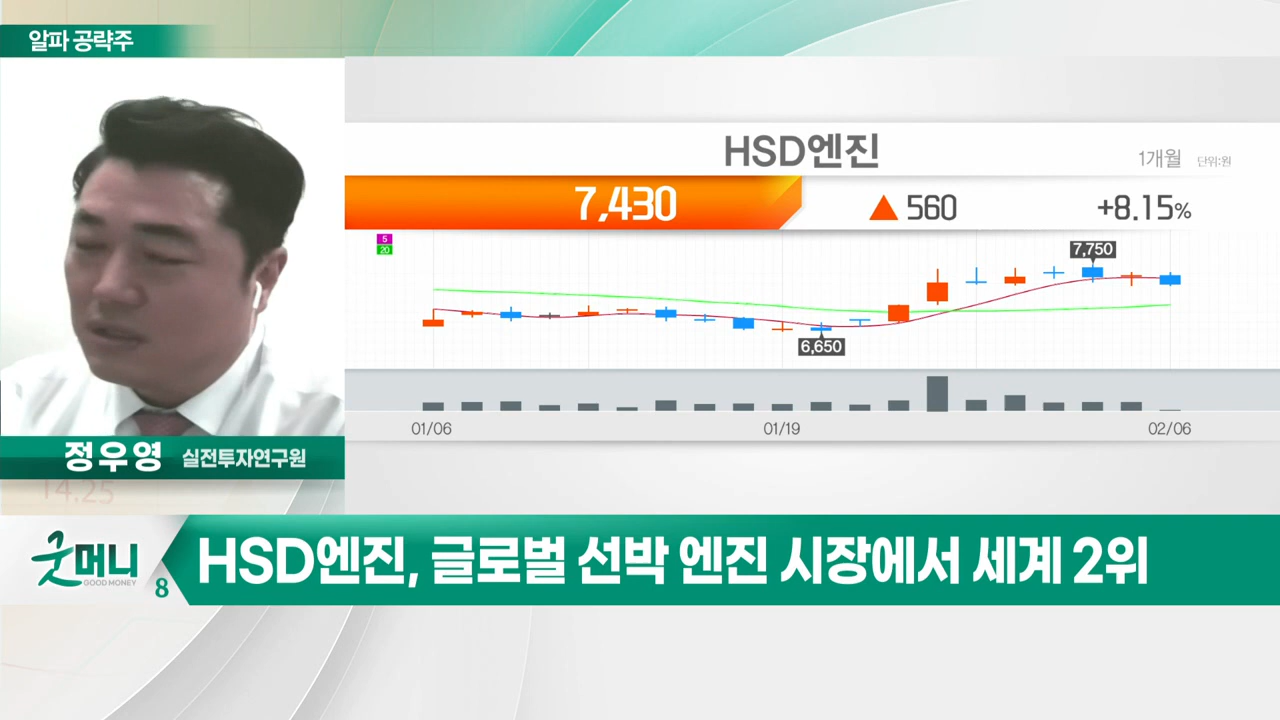 알파 공략주
HSD엔진
1개월 단위:원
7,430
▲ 560
+8.15%
5
20
7,750
6,650
01/06
01/19
02/06
정우영 실전투자연구원
14.25
굿머니
GOOD MONEY
8
HSD엔진, 글로벌 선박 엔진 시장에서 세계 2위